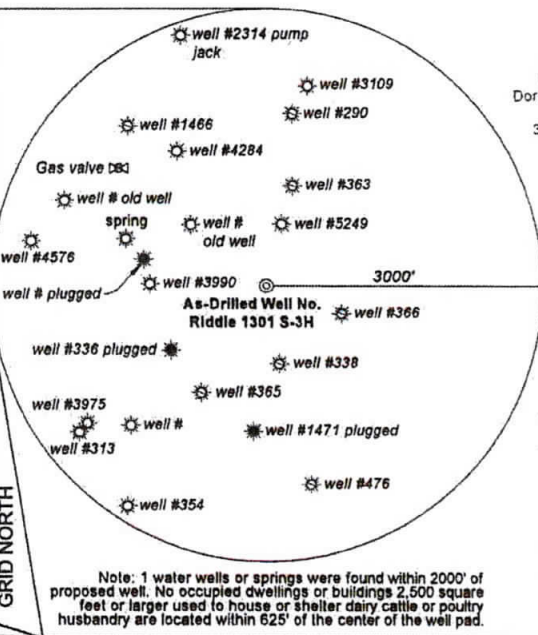 well #2314 pump
jack
well #3109
Dor
3
well #290
well #1466
well #4284
Gas valve
well #363
well # old well
spring
well #
old well
well #5249
well #4576
well # plugged
well #3990
3000'
As-Drilled Well No.
Riddle 1301 S-3H
well #366
well #336 plugged
well #338
well #365
well #3975
well #
well #313
well #1471 plugged
well #476
well #354
GRID NORTH
Note: 1 water wells or springs were found within 2000' of
proposed well. No occupied dwellings or buildings 2,500 square
feet or larger used to house or shelter dairy cattle or poultry
husbandry are located within 625' of the center of the well pad.